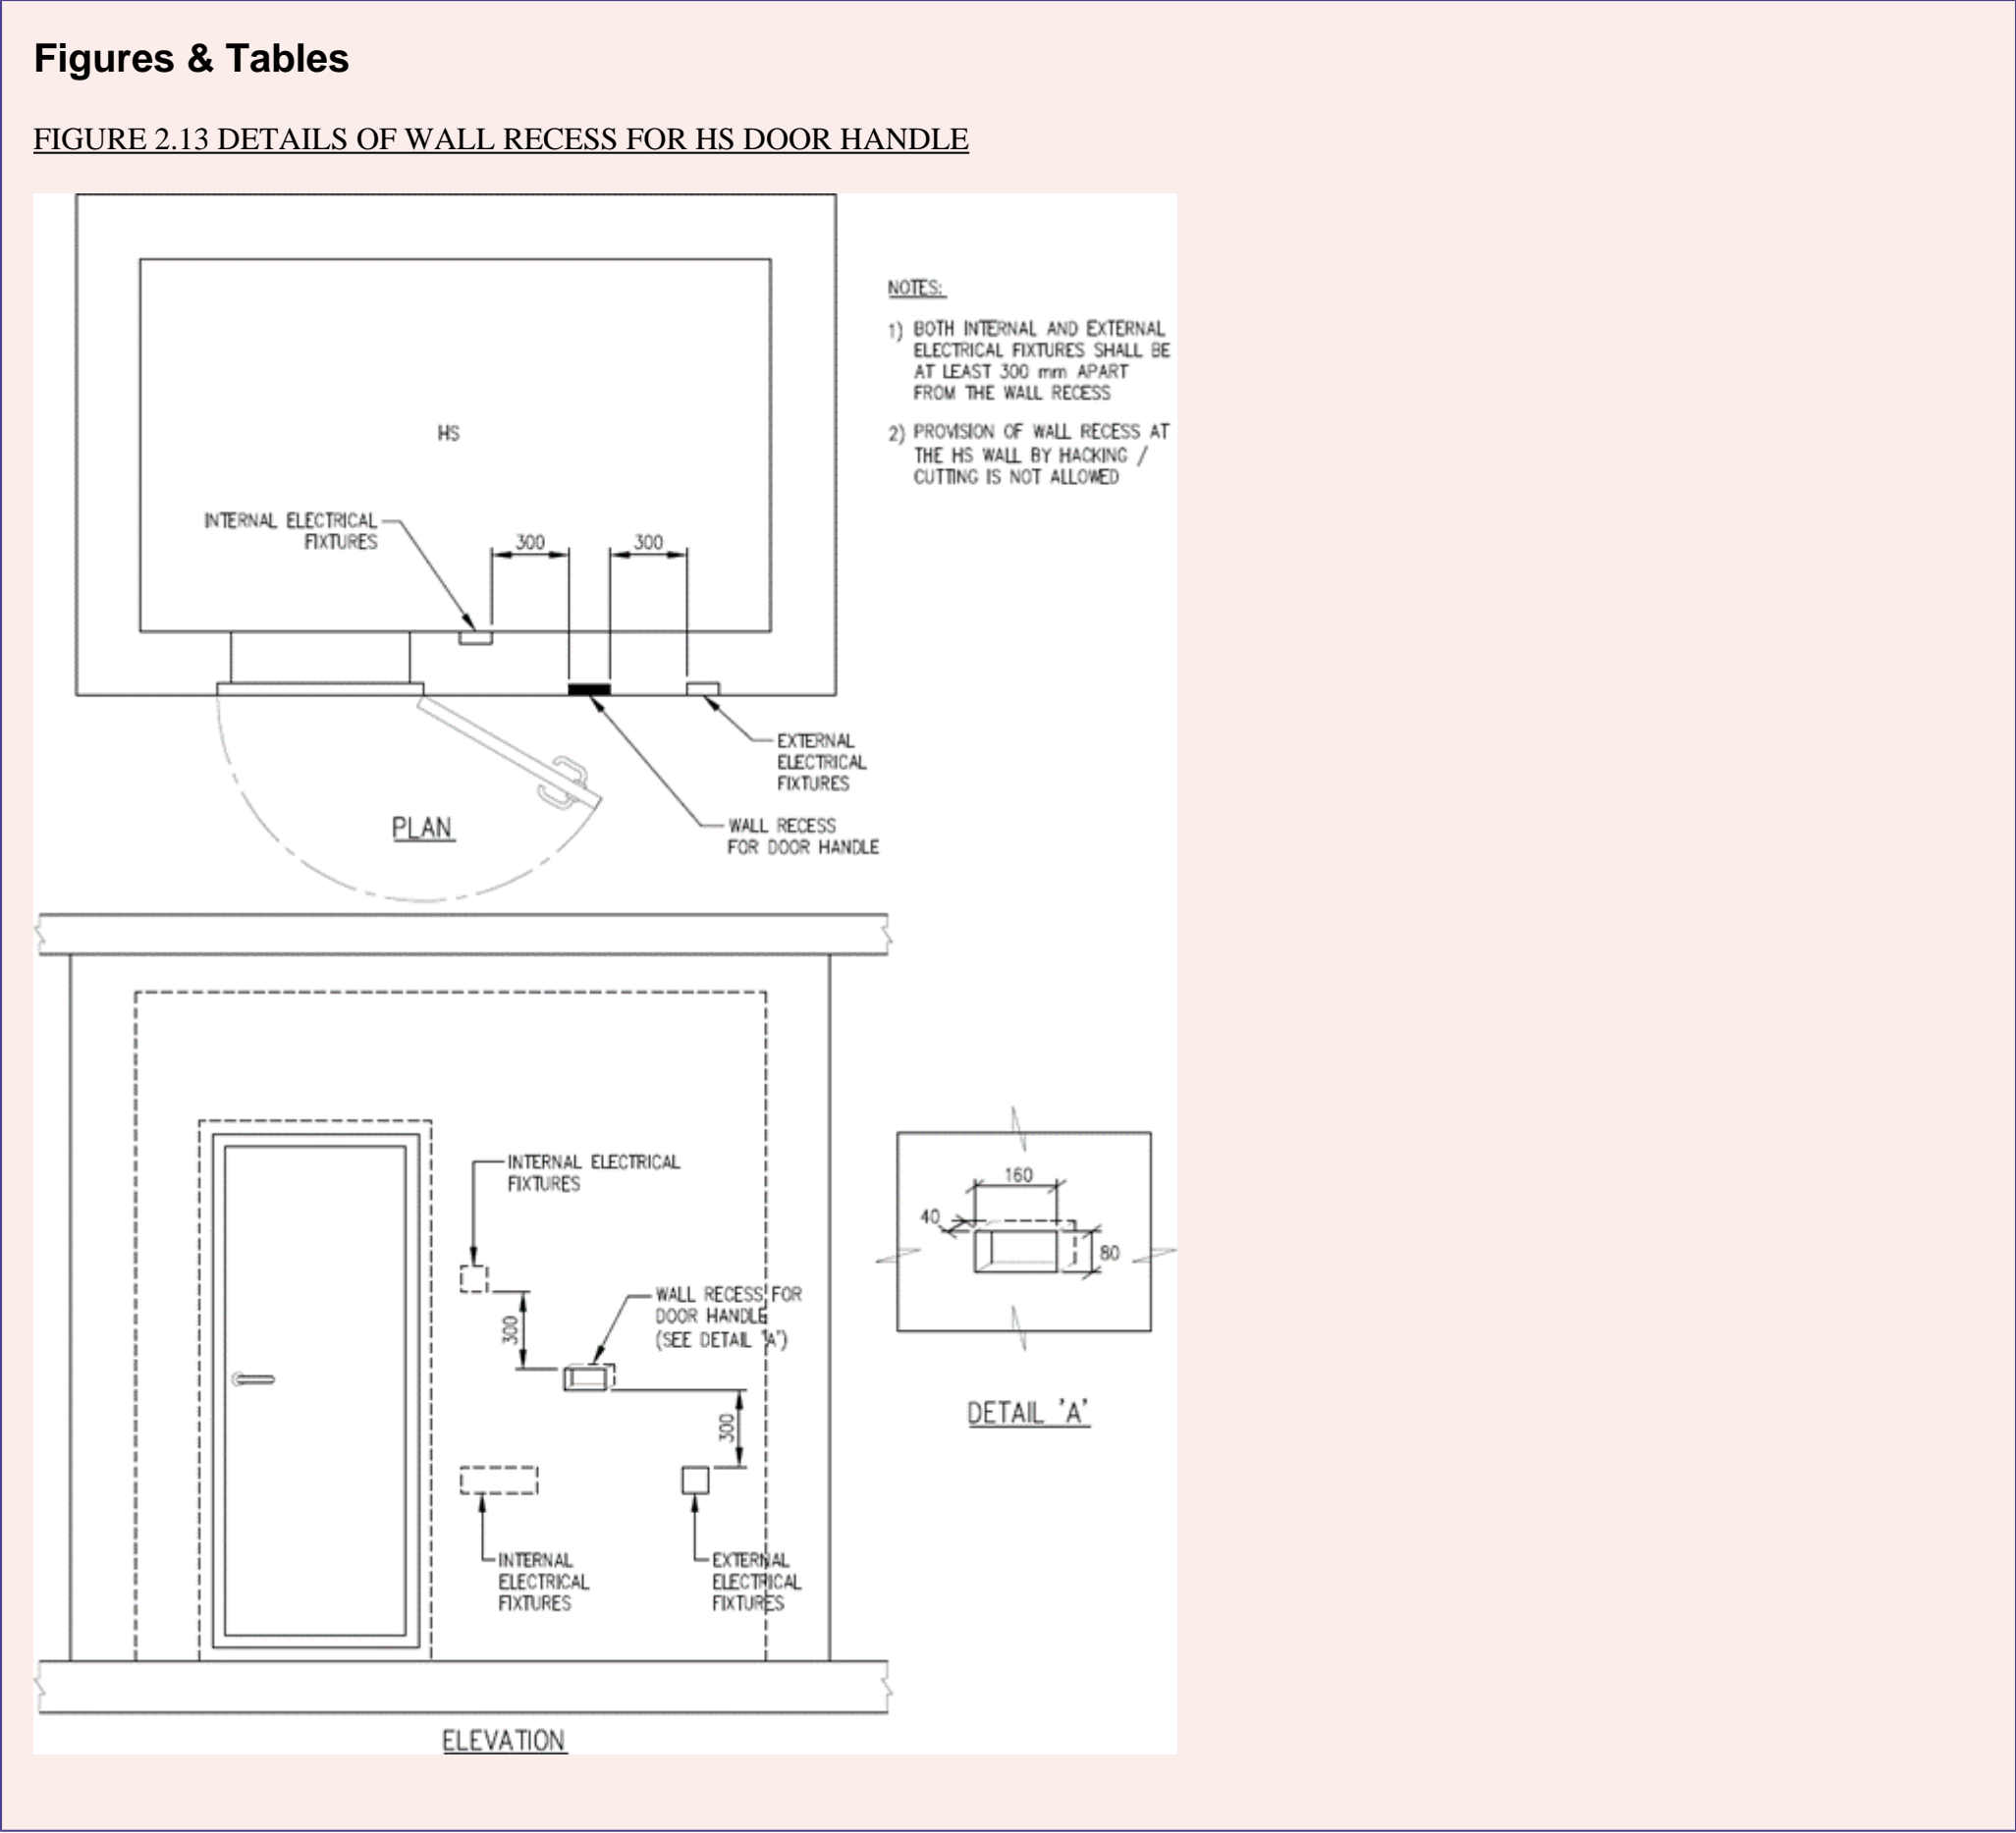 Figures & Tables
FIGURE 2.13 DETAILS OF WALL RECESS FOR HS DOOR HANDLE
NOTES:
1) BOTH INTERNAL AND EXTERNAL
ELECTRICAL FIXTURES SHALL BE
AT LEAST 300 mm APART
FROM THE WALL RECESS
2) PROVISION OF WALL RECESS AT
THE HS WALL BY HACKING /
CUTTING IS NOT ALLOWED
HS
INTERNAL ELECTRICAL
FIXTURES
300
300
EXTERNAL
ELECTRICAL
FIXTURES
WALL RECESS
FOR DOOR HANDLE
PLAN
INTERNAL ELECTRICAL
FIXTURES
WALL RECESS FOR
DOOR HANDLE
(SEE DETAIL 'A')
300
300
INTERNAL
ELECTRICAL
FIXTURES
EXTERNAL
ELECTRICAL
FIXTURES
160
40
80
DETAIL 'A'
ELEVATION